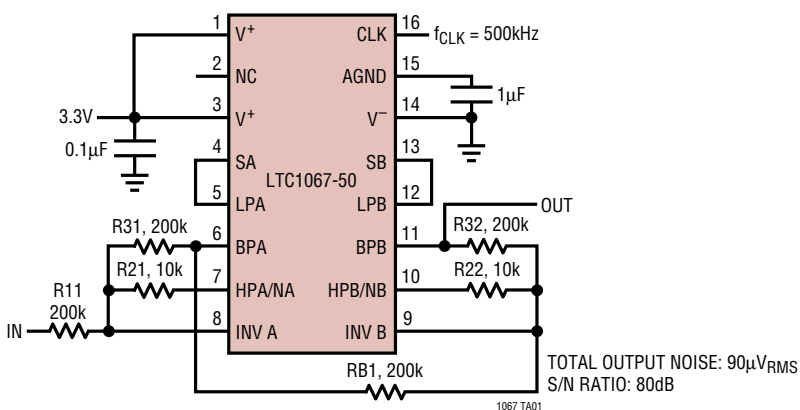 1 V+ CLK 16 fCLK = 500kHz
2 NC AGND 15 1µF
3.3V 3 V+ V− 14
0.1µF
4 SA SB 13
LTC1067-50
5 LPA LPB 12 OUT
R31, 200k 6 BPA BPB 11 R32, 200k
R21, 10k 7 HPA/NA HPB/NB 10 R22, 10k
R11
200k
IN 8 INV A INV B 9
RB1, 200k
TOTAL OUTPUT NOISE: 90µVRMS
S/N RATIO: 80dB
1067 TA01